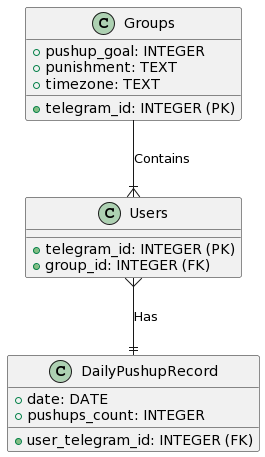 C Groups
pushup_goal: INTEGER
punishment: TEXT
timezone: TEXT
telegram_id: INTEGER (PK)
Contains
C Users
telegram_id: INTEGER (PK)
group_id: INTEGER (FK)
Has
C DailyPushupRecord
date: DATE
pushups_count: INTEGER
user_telegram_id: INTEGER (FK)